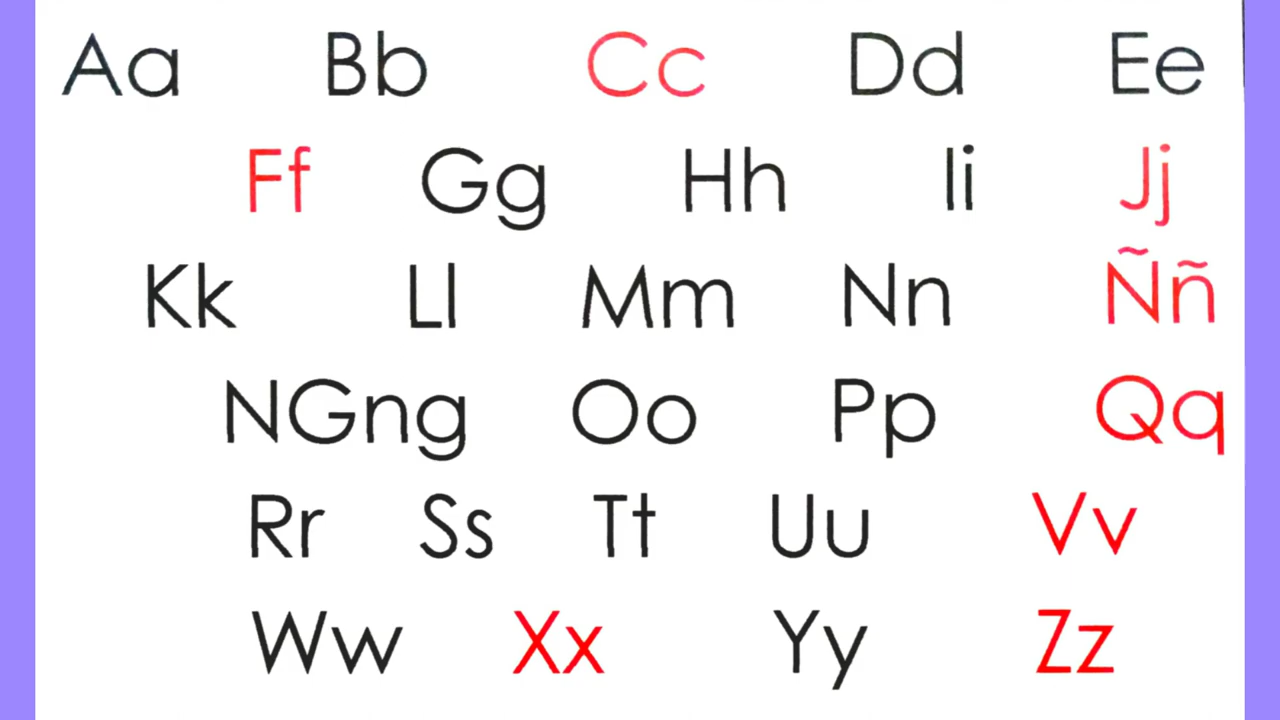 Aa Bb Cc Dd Ee
Ff Gg Hh Ii Jj
Kk Ll Mm Nn Ññ
NGng Oo Pp Qq
Rr Ss Tt Uu Vv
Ww Xx Yy Zz